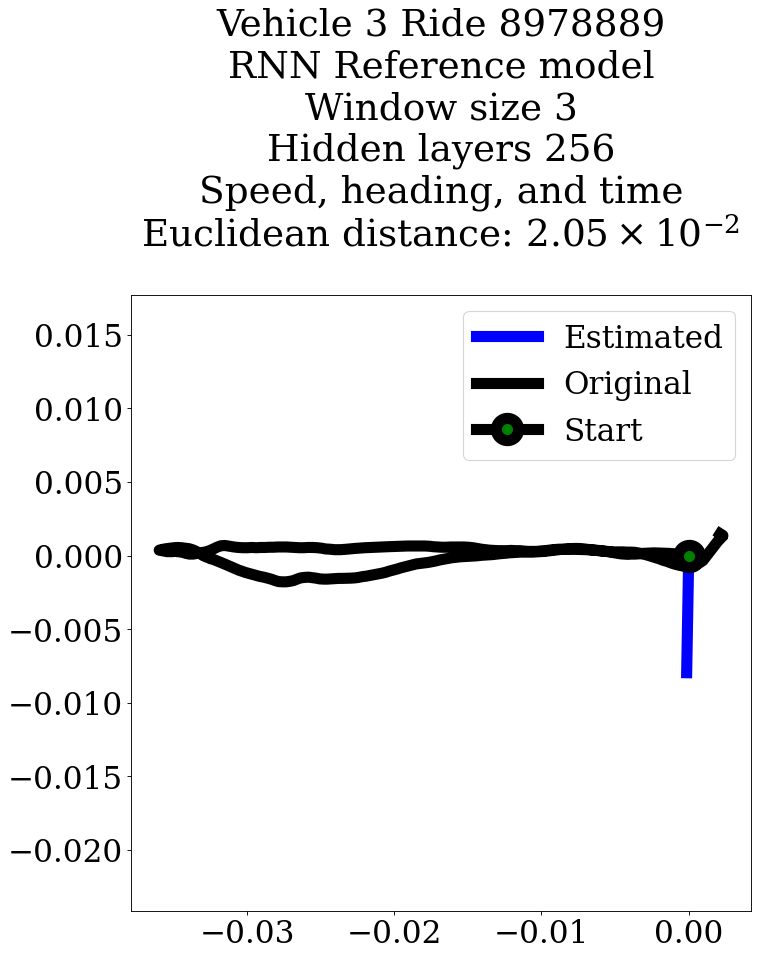 Vehicle 3 Ride 8978889
RNN Reference model
Window size 3
Hidden layers 256
Speed, heading, and time
Euclidean distance: 2.05 × 10⁻²
Estimated
Original
Start
0.015
0.010
0.005
0.000
−0.005
−0.010
−0.015
−0.020
−0.03 −0.02 −0.01 0.00